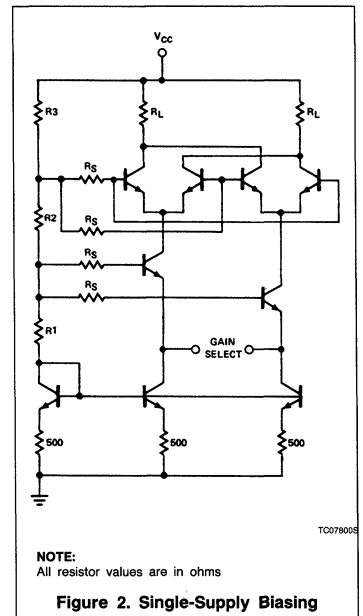 VCC
R3
RL
RL
RS
R2
RS
RS
RS
R1
GAIN
SELECT
500
500
500
TC07800S
NOTE:
All resistor values are in ohms
Figure 2. Single-Supply Biasing